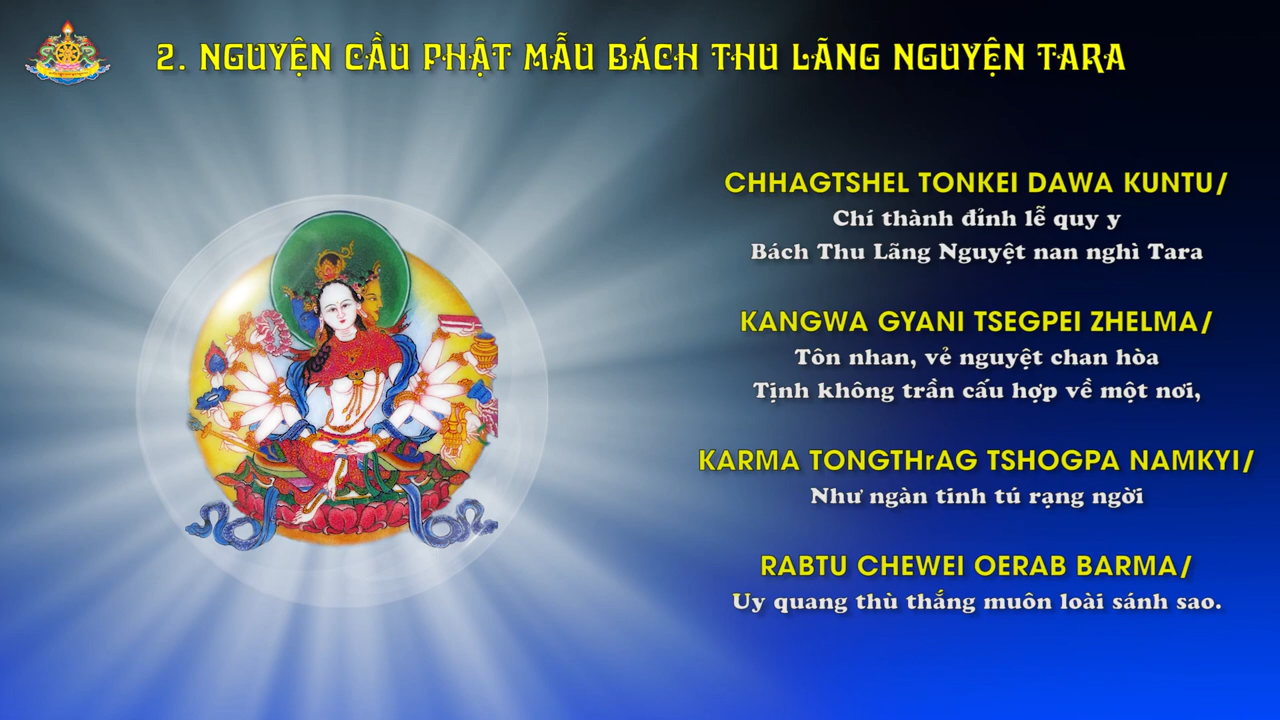 2. NGUYỆN CẦU PHẬT MẪU BÁCH THU LÃNG NGUYỆN TARA
CHHAGTSHEL TONKEI DAWA KUNTU/
Chí thành đỉnh lễ quy y
Bách Thu Lãng Nguyệt nan nghì Tara
KANGWA GYANI TSEGPEI ZHELMA/
Tôn nhan, vẻ nguyệt chan hòa
Tịnh không trần cấu hợp về một nơi,
KARMA TONGTHrAG TSHOGPA NAMKYI/
Như ngàn tinh tú rạng ngời
RABTU CHEWEI OERAB BARMA/
Uy quang thù thắng muôn loài sánh sao.